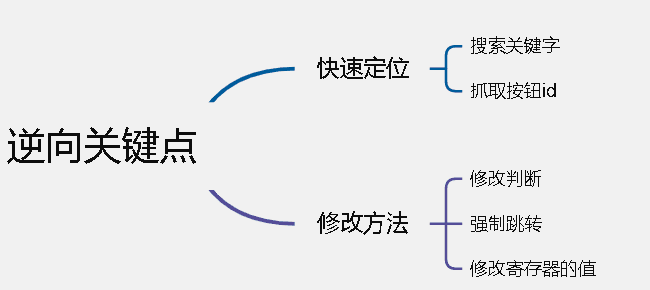 逆向关键点
快速定位
搜索关键字
抓取按钮id
修改方法
修改判断
强制跳转
修改寄存器的值